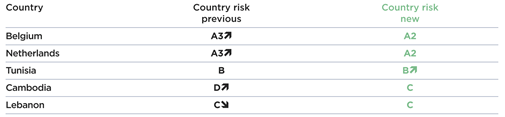 Country Country risk previous Country risk new
Belgium A3↗ A2
Netherlands A3↗ A2
Tunisia B B↗
Cambodia D↗ C
Lebanon C↘ C